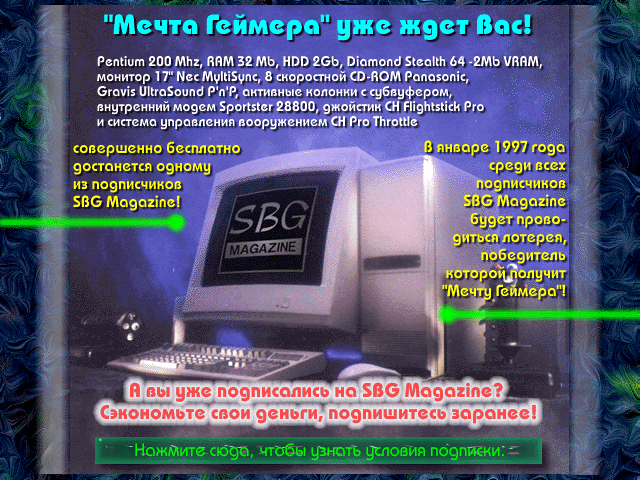 "Мечта Геймера" уже ждет Вас!
Pentium 200 Mhz, RAM 32 Mb, HDD 2Gb, Diamond Stealth 64 -2Mb VRAM,
монитор 17" Nec MyltiSync, 8 скоростной CD-ROM Panasonic,
Gravis UltraSound P'n'P, активные колонки с субвуфером,
внутренний модем Sportster 28800, джойстик CH Flightstick Pro
и система управления вооружением CH Pro Throttle
совершенно бесплатно
достанется одному
из подписчиков
SBG Magazine!
В январе 1997 года
среди всех
подписчиков
SBG Magazine
будет прово-
диться лотерея,
победитель
которой получит
"Мечту Геймера"!
SBG
MAGAZINE
А вы уже подписались на SBG Magazine?
Сэкономьте свои деньги, подпишитесь заранее!
Нажмите сюда, чтобы узнать условия подписки.